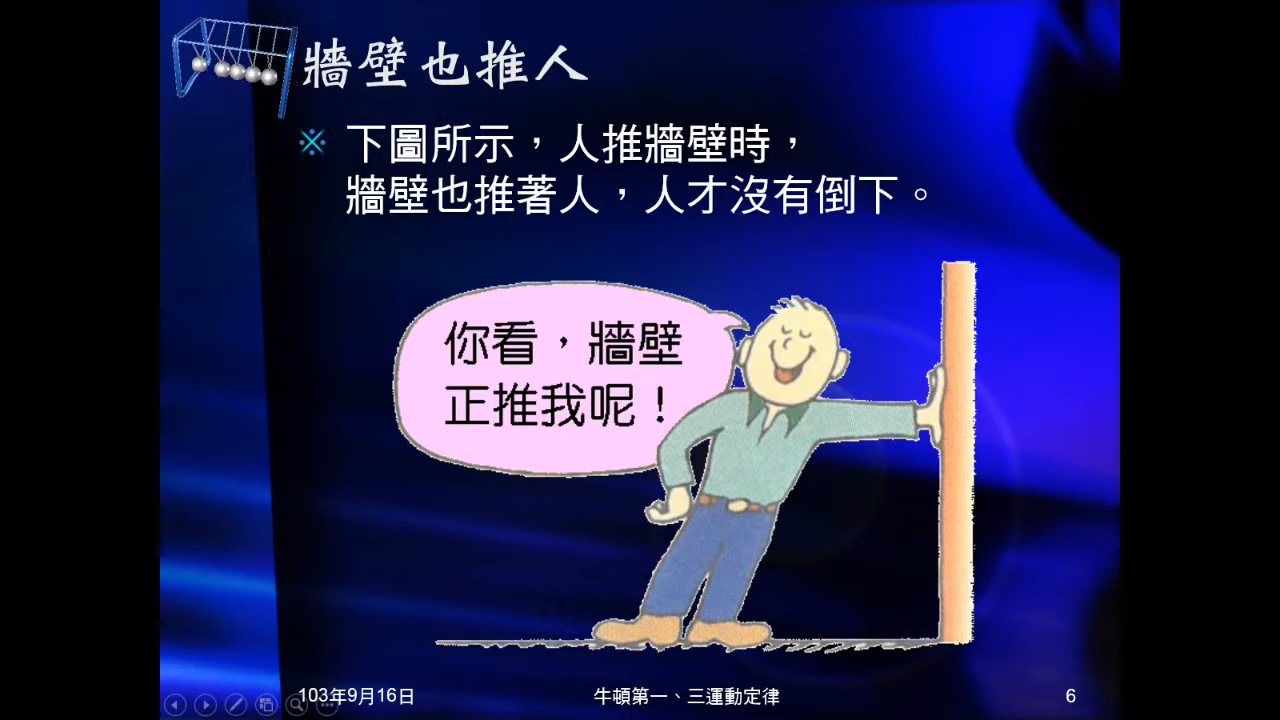 牆壁也推人
※ 下圖所示，人推牆壁時，
牆壁也推著人，人才沒有倒下。
你看，牆壁
正推我呢！
103年9月16日
牛頓第一、三運動定律
6